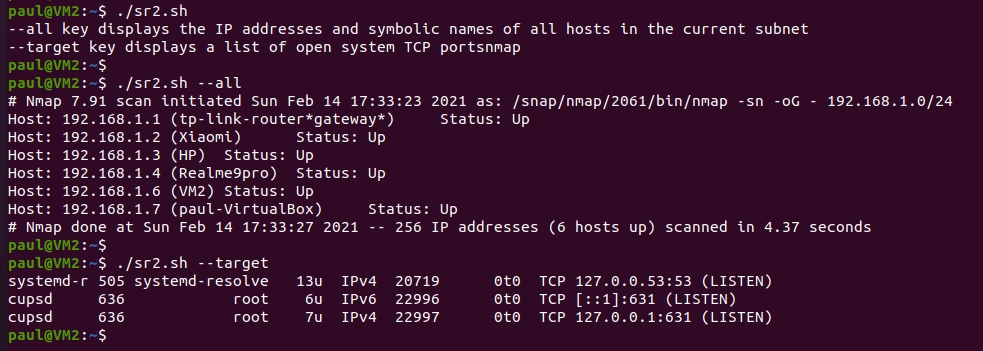 paul@VM2:~$ ./sr2.sh
--all key displays the IP addresses and symbolic names of all hosts in the current subnet
--target key displays a list of open system TCP portsnmap
paul@VM2:~$
paul@VM2:~$ ./sr2.sh --all
# Nmap 7.91 scan initiated Sun Feb 14 17:33:23 2021 as: /snap/nmap/2061/bin/nmap -sn -oG - 192.168.1.0/24
Host: 192.168.1.1 (tp-link-router*gateway*)     Status: Up
Host: 192.168.1.2 (Xiaomi)      Status: Up
Host: 192.168.1.3 (HP)  Status: Up
Host: 192.168.1.4 (Realme9pro)  Status: Up
Host: 192.168.1.6 (VM2) Status: Up
Host: 192.168.1.7 (paul-VirtualBox)     Status: Up
# Nmap done at Sun Feb 14 17:33:27 2021 -- 256 IP addresses (6 hosts up) scanned in 4.37 seconds
paul@VM2:~$
paul@VM2:~$ ./sr2.sh --target
systemd-r 505 systemd-resolve   13u  IPv4  20719      0t0  TCP 127.0.0.53:53 (LISTEN)
cupsd     636            root    6u  IPv6  22996      0t0  TCP [::1]:631 (LISTEN)
cupsd     636            root    7u  IPv4  22997      0t0  TCP 127.0.0.1:631 (LISTEN)
paul@VM2:~$